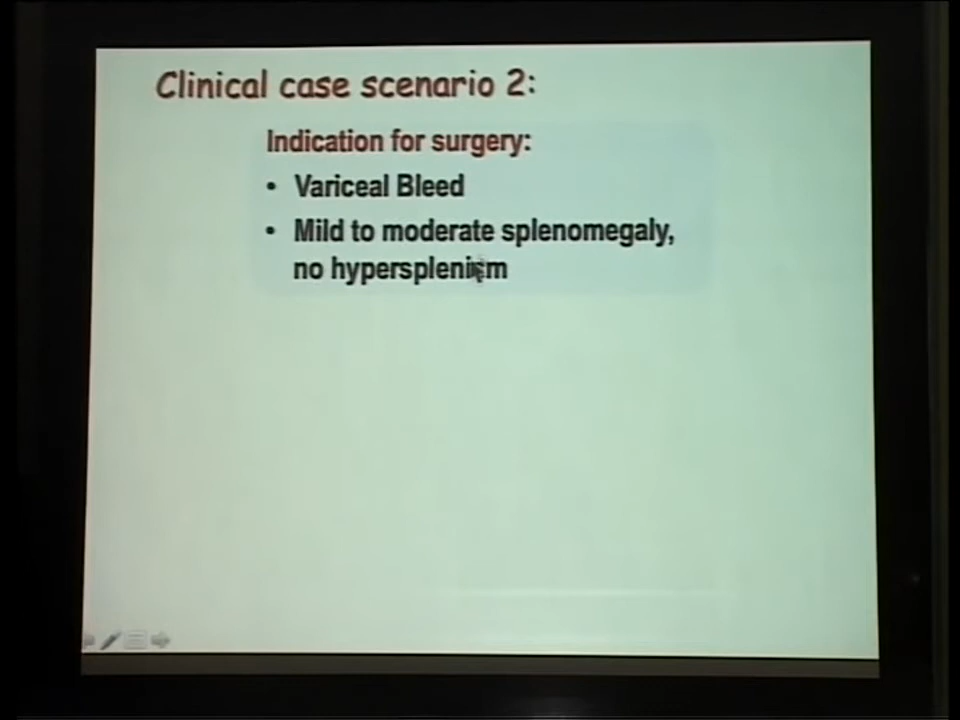 Clinical case scenario 2:
Indication for surgery:
• Variceal Bleed
• Mild to moderate splenomegaly,
no hypersplenism